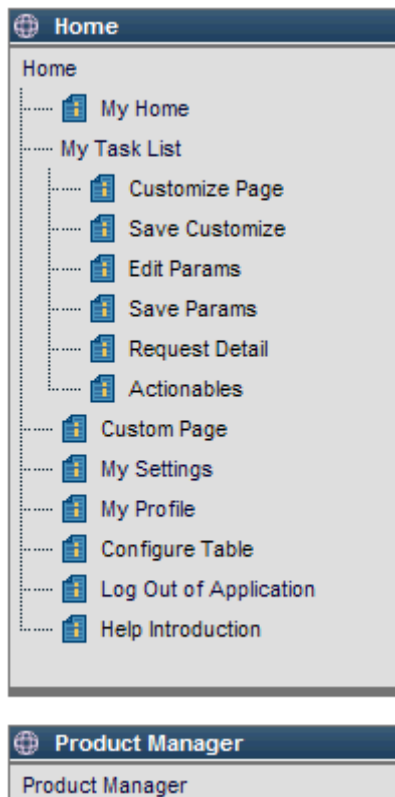 Home
Home
My Home
My Task List
Customize Page
Save Customize
Edit Params
Save Params
Request Detail
Actionables
Custom Page
My Settings
My Profile
Configure Table
Log Out of Application
Help Introduction
Product Manager
Product Manager